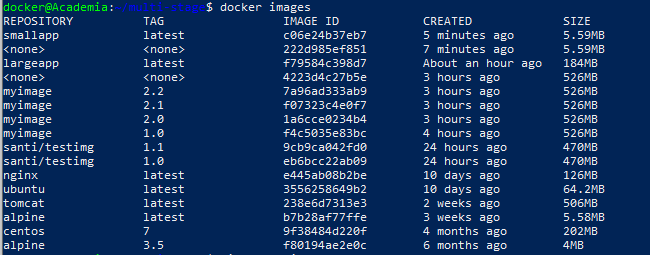 docker@Academia:~/multi-stage$ docker images
REPOSITORY TAG IMAGE ID CREATED SIZE
smallapp latest c06e24b37eb7 5 minutes ago 5.59MB
<none> <none> 222d985ef851 7 minutes ago 5.59MB
largeapp latest f79584c398d7 About an hour ago 184MB
<none> <none> 4223d4c27b5e 3 hours ago 526MB
myimage 2.2 7a96ad333ab9 3 hours ago 526MB
myimage 2.1 f07323c4e0f7 3 hours ago 526MB
myimage 2.0 1a6cce0234b4 3 hours ago 526MB
myimage 1.0 f4c5035e83bc 4 hours ago 526MB
santi/testimg 1.1 9cb9ca042fd0 24 hours ago 470MB
santi/testimg 1.0 eb6bcc22ab09 24 hours ago 470MB
nginx latest e445ab08b2be 10 days ago 126MB
ubuntu latest 3556258649b2 10 days ago 64.2MB
tomcat latest 238e6d7313e3 2 weeks ago 506MB
alpine latest b7b28af77ffe 3 weeks ago 5.58MB
centos 7 9f38484d220f 4 months ago 202MB
alpine 3.5 f80194ae2e0c 6 months ago 4MB